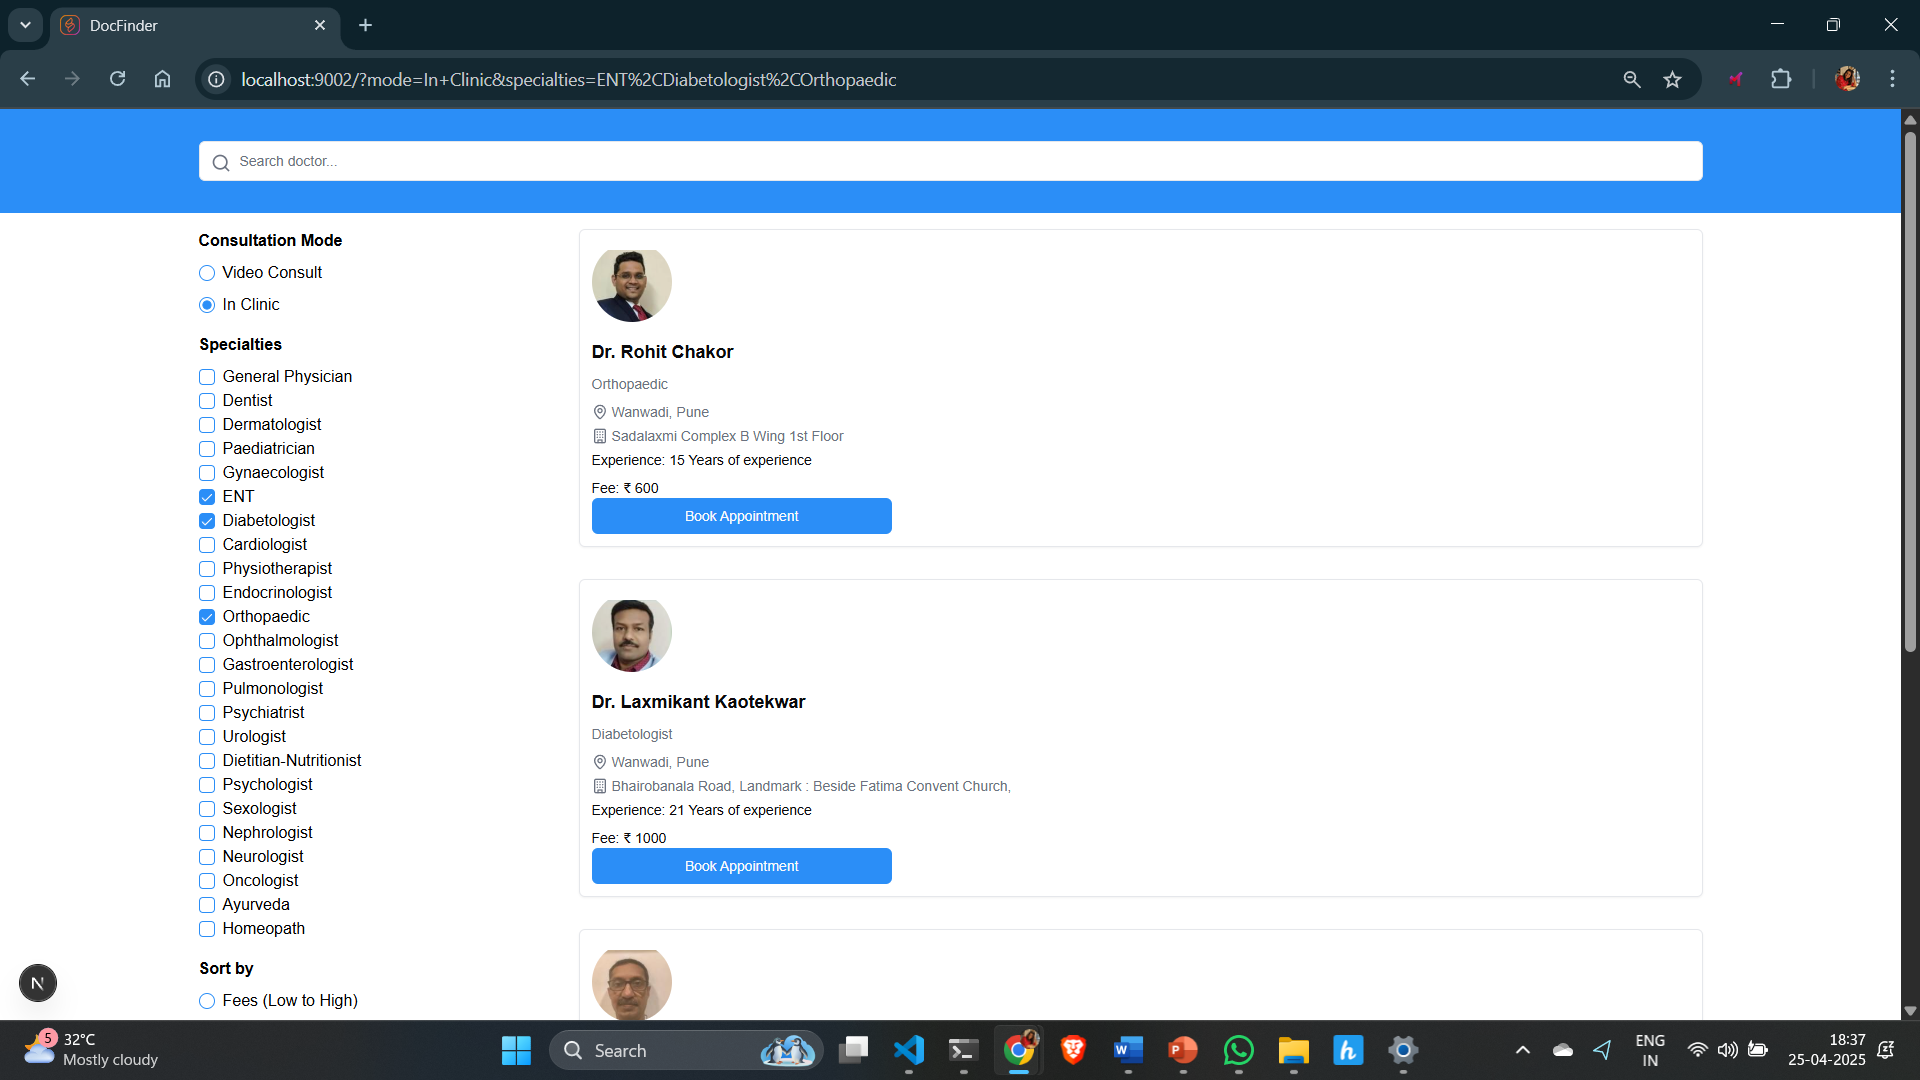 DocFinder
localhost:9002/?mode=In+Clinic&specialties=ENT%2CDiabetologist%2COrthopaedic
Search doctor...
Consultation Mode
Video Consult
In Clinic
Specialties
General Physician
Dentist
Dermatologist
Paediatrician
Gynaecologist
ENT
Diabetologist
Cardiologist
Physiotherapist
Endocrinologist
Orthopaedic
Ophthalmologist
Gastroenterologist
Pulmonologist
Psychiatrist
Urologist
Dietitian-Nutritionist
Psychologist
Sexologist
Nephrologist
Neurologist
Oncologist
Ayurveda
Homeopath
Sort by
Fees (Low to High)
Dr. Rohit Chakor
Orthopaedic
Wanwadi, Pune
Sadalaxmi Complex B Wing 1st Floor
Experience: 15 Years of experience
Fee: ₹ 600
Book Appointment
Dr. Laxmikant Kaotekwar
Diabetologist
Wanwadi, Pune
Bhairobanala Road, Landmark : Beside Fatima Convent Church,
Experience: 21 Years of experience
Fee: ₹ 1000
Book Appointment
N
5
32°C
Mostly cloudy
Search
W
P
h
ENG
IN
18:37
25-04-2025